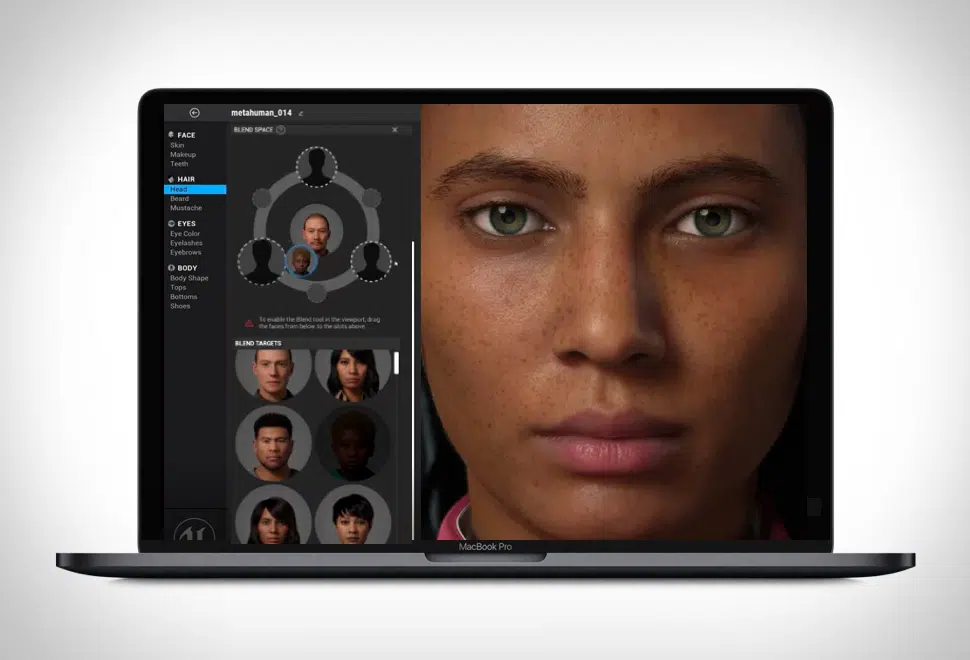 metahuman_014
BLEND SPACE
FACE
Skin
Makeup
Teeth
HAIR
Head
Beard
Mustache
EYES
Eye Color
Eyelashes
Eyebrows
BODY
Body Shape
Tops
Bottoms
Shoes
To enable the Blend tool in the viewport, drag
the faces from below to the slots above.
BLEND TARGETS
MacBook Pro